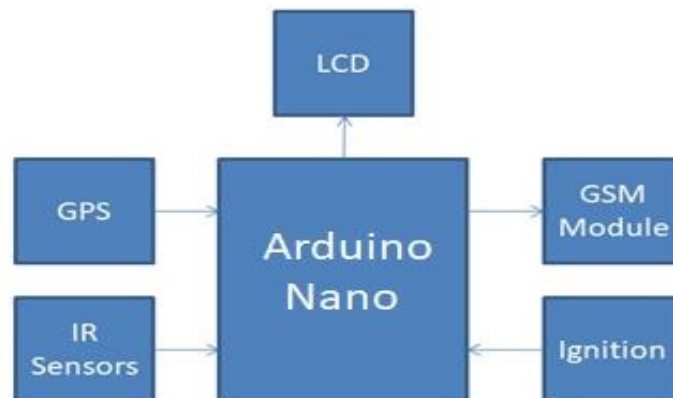 LCD
GPS
Arduino
Nano
GSM
Module
IR
Sensors
Ignition